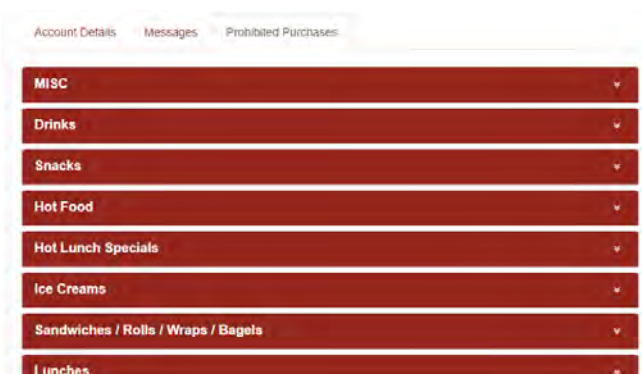 Account Details Messages Prohibited Purchases
MISC
Drinks
Snacks
Hot Food
Hot Lunch Specials
Ice Creams
Sandwiches / Rolls / Wraps / Bagels
Lunches